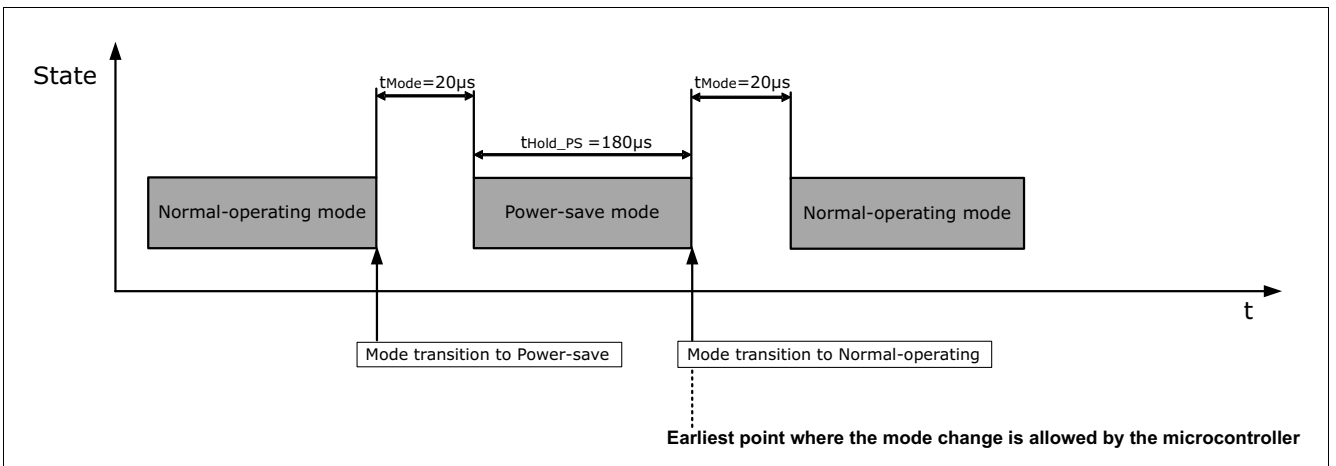 State
tMode=20µs
tMode=20µs
tHold_PS =180µs
Normal-operating mode
Power-save mode
Normal-operating mode
t
Mode transition to Power-save
Mode transition to Normal-operating
Earliest point where the mode change is allowed by the microcontroller